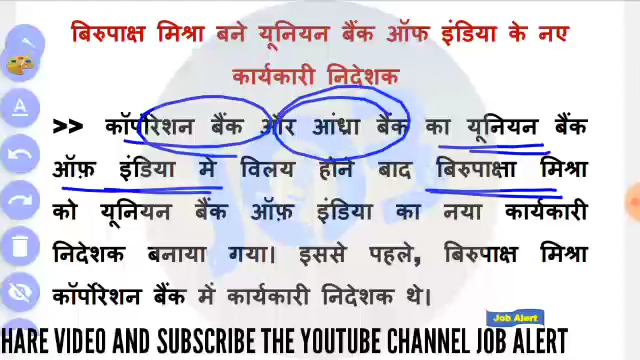 बिरुपाक्ष मिश्रा बने यूनियन बैंक ऑफ इंडिया के नए
कार्यकारी निदेशक
>> कॉर्पोरेशन बैंक और आंध्रा बैंक का यूनियन बैंक
ऑफ़ इंडिया में विलय होने बाद बिरुपाक्षा मिश्रा
को यूनियन बैंक ऑफ़ इंडिया का नया कार्यकारी
निदेशक बनाया गया। इससे पहले, बिरुपाक्ष मिश्रा
कॉर्पोरेशन बैंक में कार्यकारी निदेशक थे।
Job Alert
HARE VIDEO AND SUBSCRIBE THE YOUTUBE CHANNEL JOB ALERT